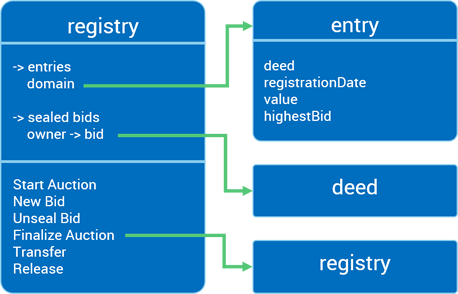 registry
-> entries
domain
-> sealed bids
owner -> bid
Start Auction
New Bid
Unseal Bid
Finalize Auction
Transfer
Release
entry
deed
registrationDate
value
highestBid
deed
registry